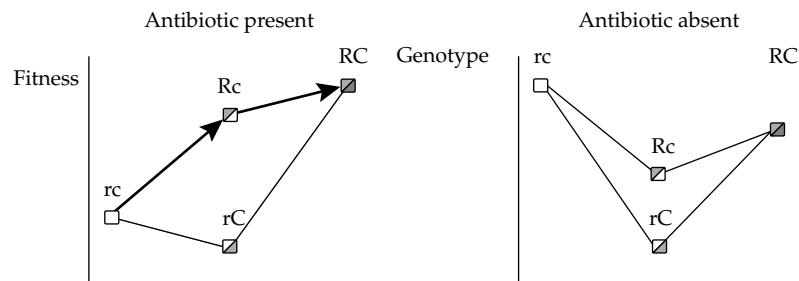 Antibiotic present
Antibiotic absent
RC
Genotype
rc
RC
Fitness
Rc
Rc
rc
rC
rC